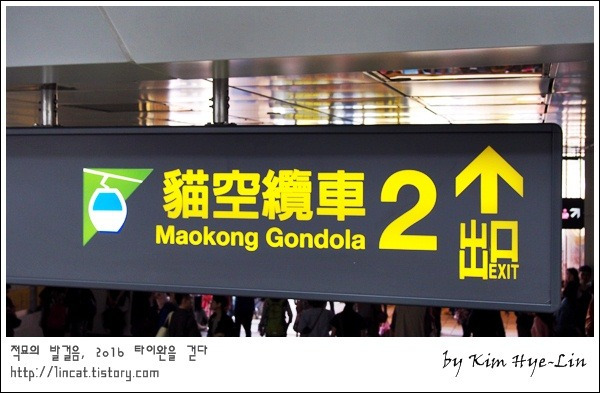 貓空纜車 2
Maokong Gondola
出口
EXIT
적묘의 발걸음, 2016 타이완을 걷다
http://lincat.tistory.com
by Kim Hye-Lin